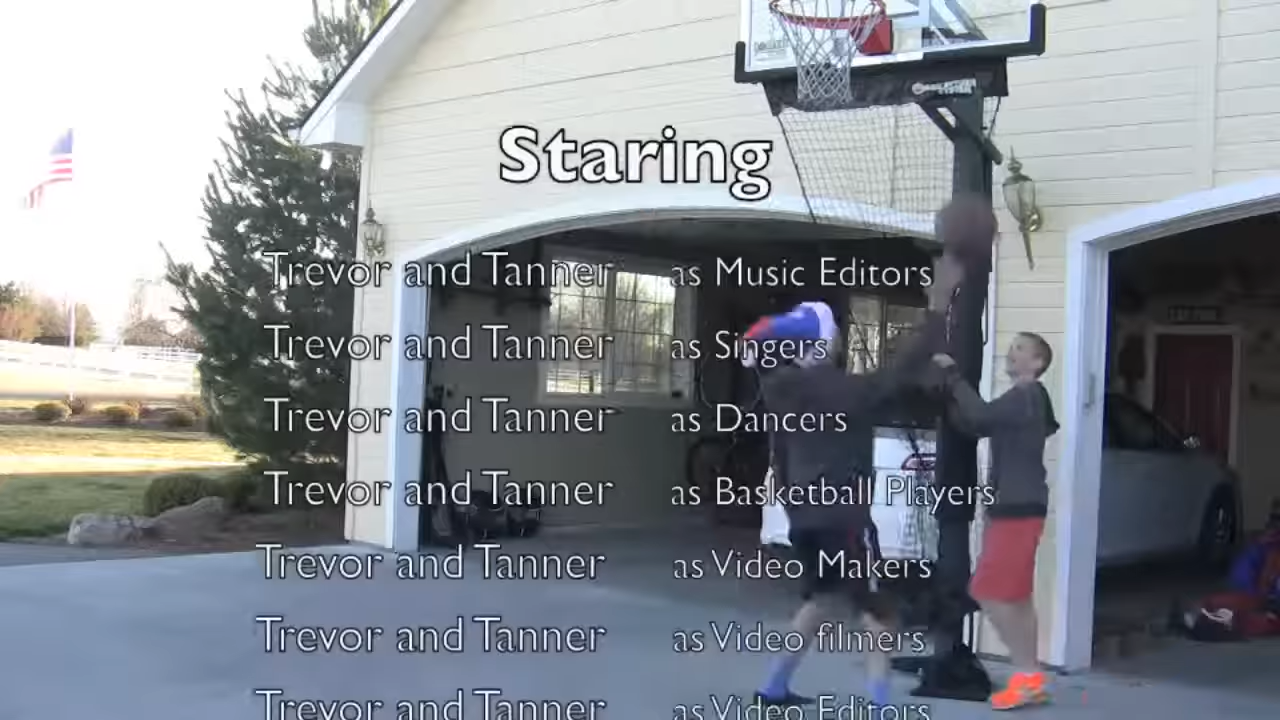 Staring
Trevor and Tanner as Music Editors
Trevor and Tanner as Singers
Trevor and Tanner as Dancers
Trevor and Tanner as Basketball Players
Trevor and Tanner as Video Makers
Trevor and Tanner as Video filmers
Trevor and Tanner as Video Editors